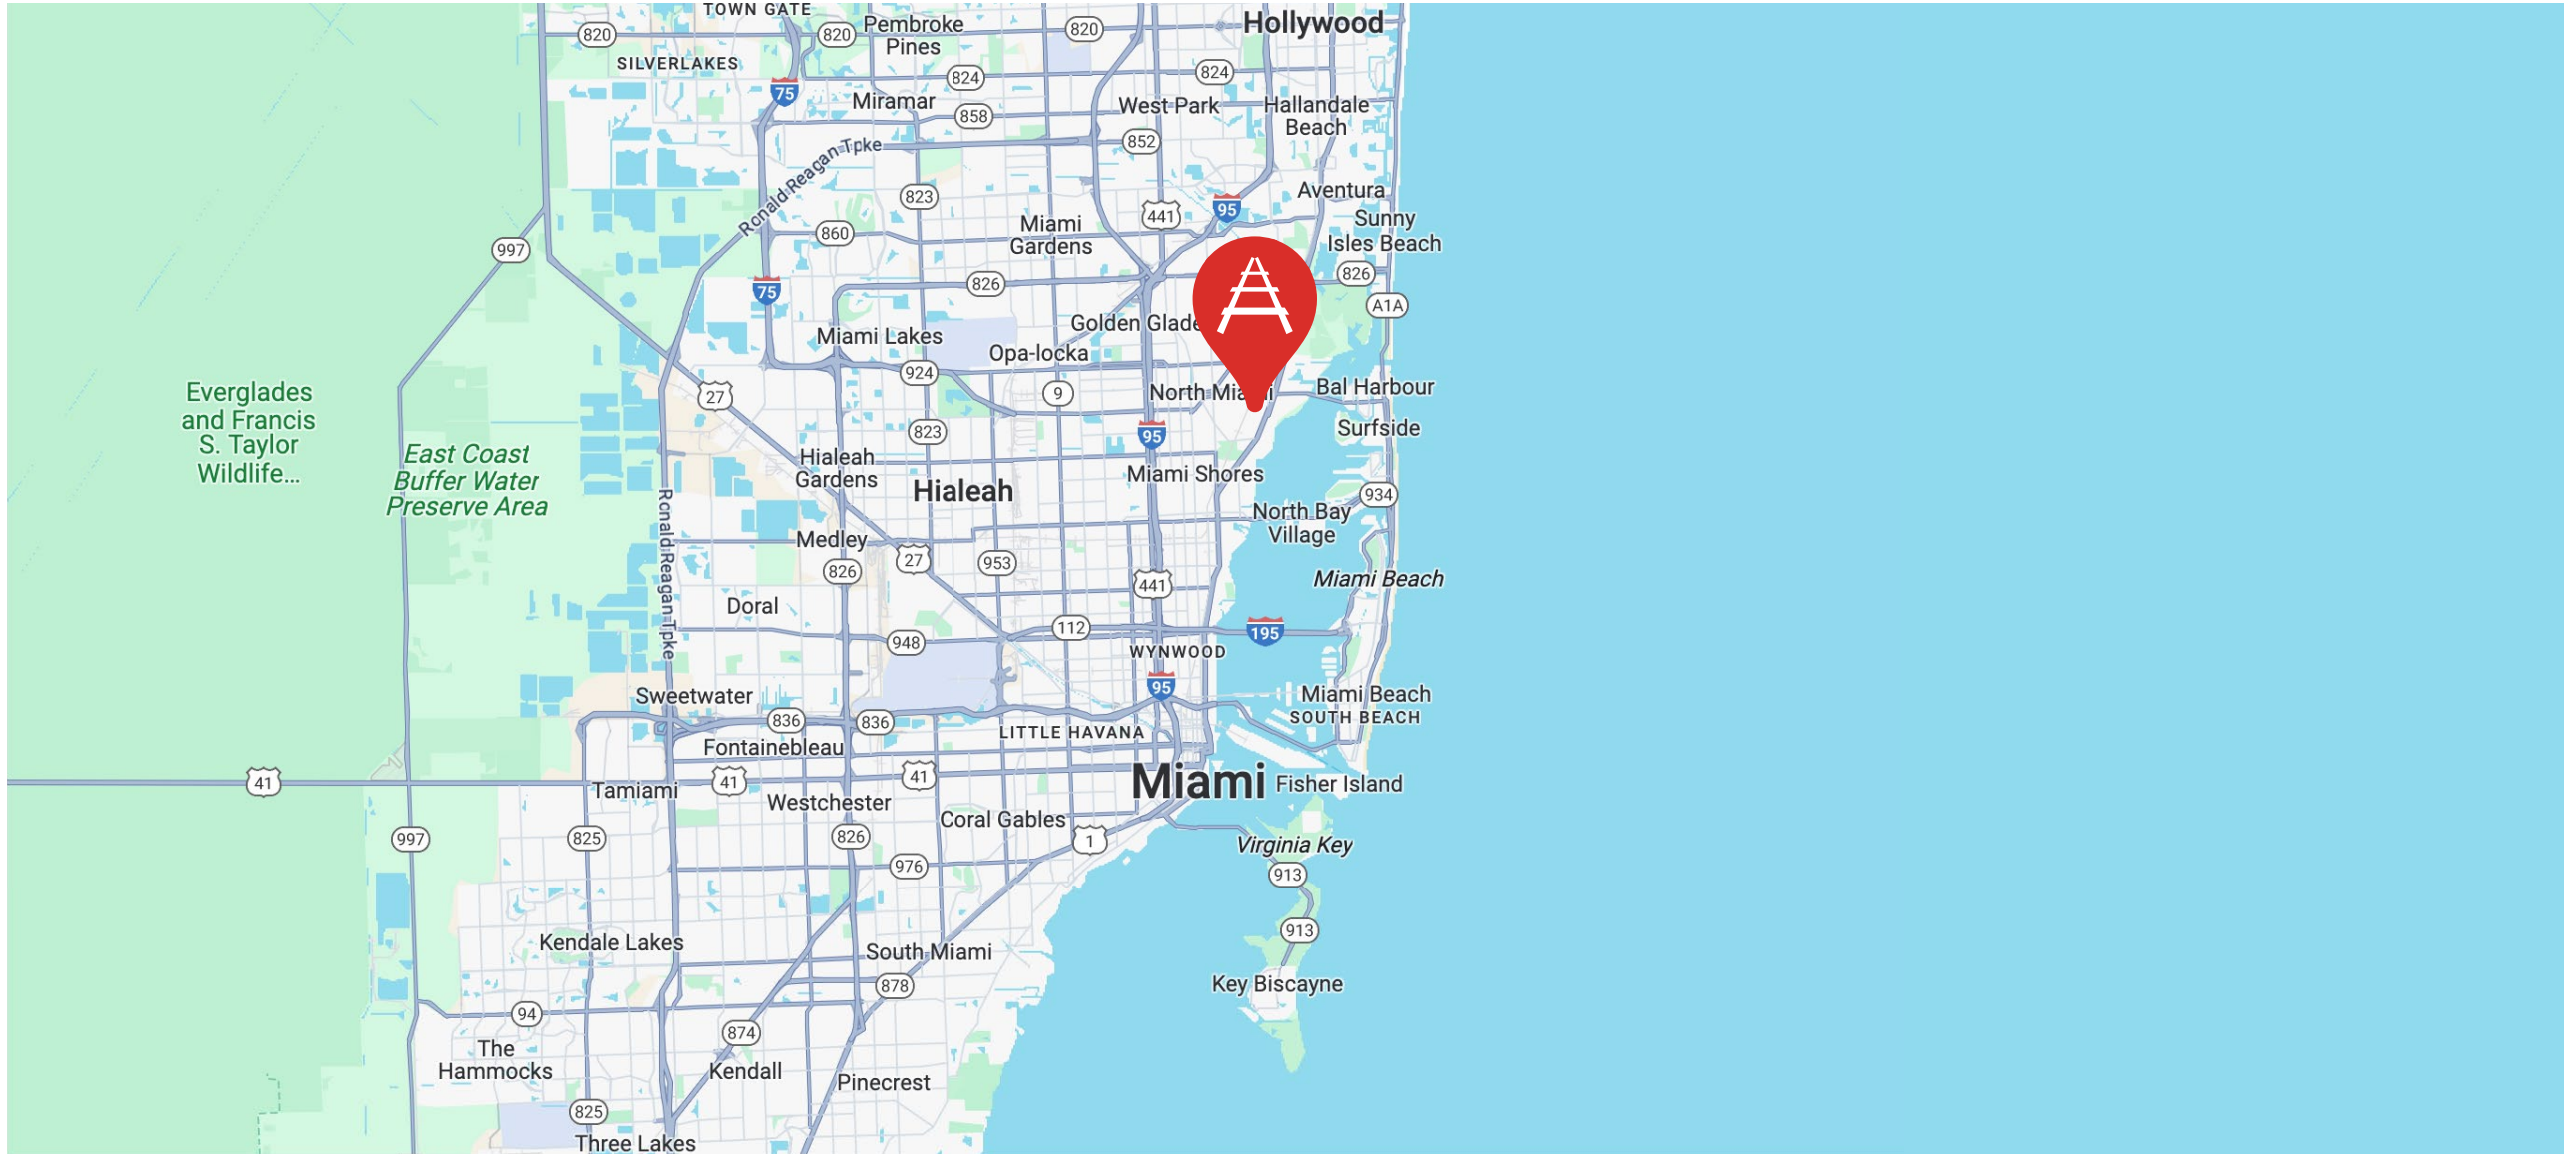 TOWN GATE
820
820
Pembroke
Pines
820
Hollywood
SILVERLAKES
824
824
75
Miramar
858
West Park
Hallandale
Beach
852
Ronald Reagan Tpke
823
Aventura
441
95
Sunny
Isles Beach
860
Miami
Gardens
997
826
826
75
A1A
Golden Glade
Miami Lakes
Opa-locka
924
9
27
North Mia
i
Bal Harbour
Everglades
and Francis
S. Taylor
Wildlife...
East Coast
Buffer Water
Preserve Area
823
95
Surfside
Hialeah
Gardens
Hialeah
Miami Shores
934
North Bay
Village
Ronald Reagan Tpke
Medley
826
27
953
441
Miami Beach
Doral
948
112
195
WYNWOOD
95
Sweetwater
Miami Beach
SOUTH BEACH
836
836
LITTLE HAVANA
Fontainebleau
41
41
41
Miami
Fisher Island
Tamiami
Westchester
Coral Gables
997
825
826
1
Virginia Key
976
913
913
Kendale Lakes
South Miami
878
Key Biscayne
94
874
The
Hammocks
Kendall
Pinecrest
825
Three Lakes